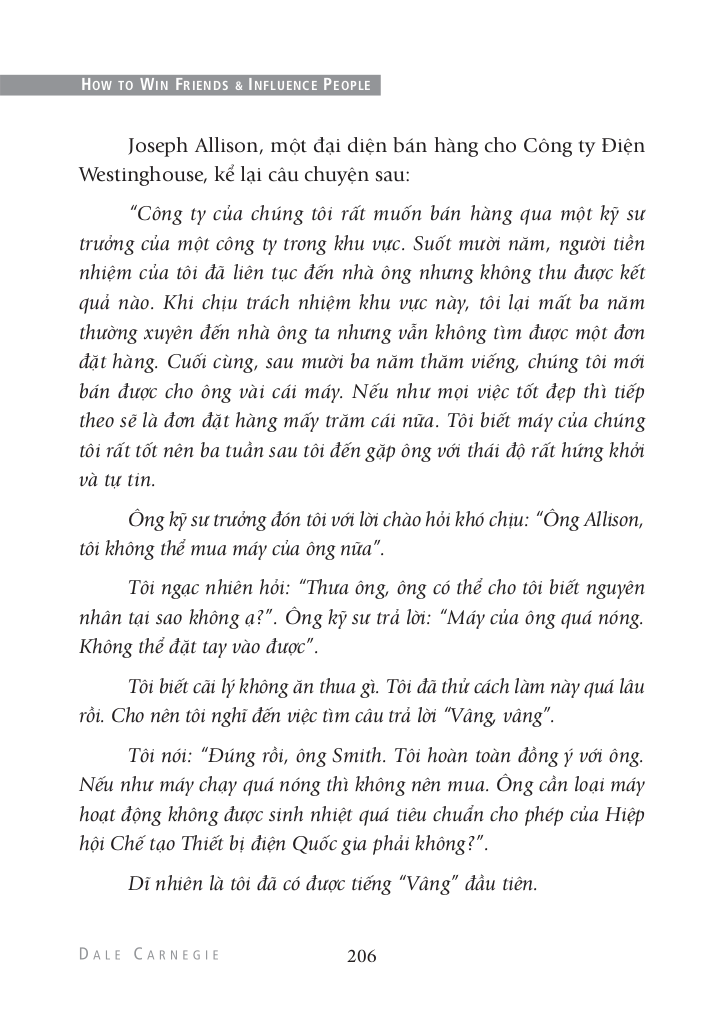 HOW TO WIN FRIENDS & INFLUENCE PEOPLE
Joseph Allison, một đại diện bán hàng cho Công ty Điện
Westinghouse, kể lại câu chuyện sau:
“Công ty của chúng tôi rất muốn bán hàng qua một kỹ sư
trưởng của một công ty trong khu vực. Suốt mười năm, người tiền
nhiệm của tôi đã liên tục đến nhà ông nhưng không thu được kết
quả nào. Khi chịu trách nhiệm khu vực này, tôi lại mất ba năm
thường xuyên đến nhà ông ta nhưng vẫn không tìm được một đơn
đặt hàng. Cuối cùng, sau mười ba năm thăm viếng, chúng tôi mới
bán được cho ông vài cái máy. Nếu như mọi việc tốt đẹp thì tiếp
theo sẽ là đơn đặt hàng mấy trăm cái nữa. Tôi biết máy của chúng
tôi rất tốt nên ba tuần sau tôi đến gặp ông với thái độ rất hứng khởi
và tự tin.
Ông kỹ sư trưởng đón tôi với lời chào hỏi khó chịu: “Ông Allison,
tôi không thể mua máy của ông nữa”.
Tôi ngạc nhiên hỏi: “Thưa ông, ông có thể cho tôi biết nguyên
nhân tại sao không ạ?”. Ông kỹ sư trả lời: “Máy của ông quá nóng.
Không thể đặt tay vào được”.
Tôi biết cãi lý không ăn thua gì. Tôi đã thử cách làm này quá lâu
rồi. Cho nên tôi nghĩ đến việc tìm câu trả lời “Vâng, vâng”.
Tôi nói: “Đúng rồi, ông Smith. Tôi hoàn toàn đồng ý với ông.
Nếu như máy chạy quá nóng thì không nên mua. Ông cần loại máy
hoạt động không được sinh nhiệt quá tiêu chuẩn cho phép của Hiệp
hội Chế tạo Thiết bị điện Quốc gia phải không?”.
Dĩ nhiên là tôi đã có được tiếng “Vâng” đầu tiên.
DALE CARNEGIE
206